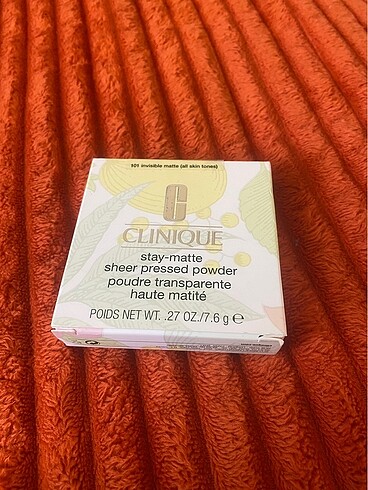 101 invisible matte (all skin tones)
C
CLINIQUE
stay-matte
sheer pressed powder
poudre transparente
haute matité
POIDS NET WT. .27 OZ./7.6 g ℮